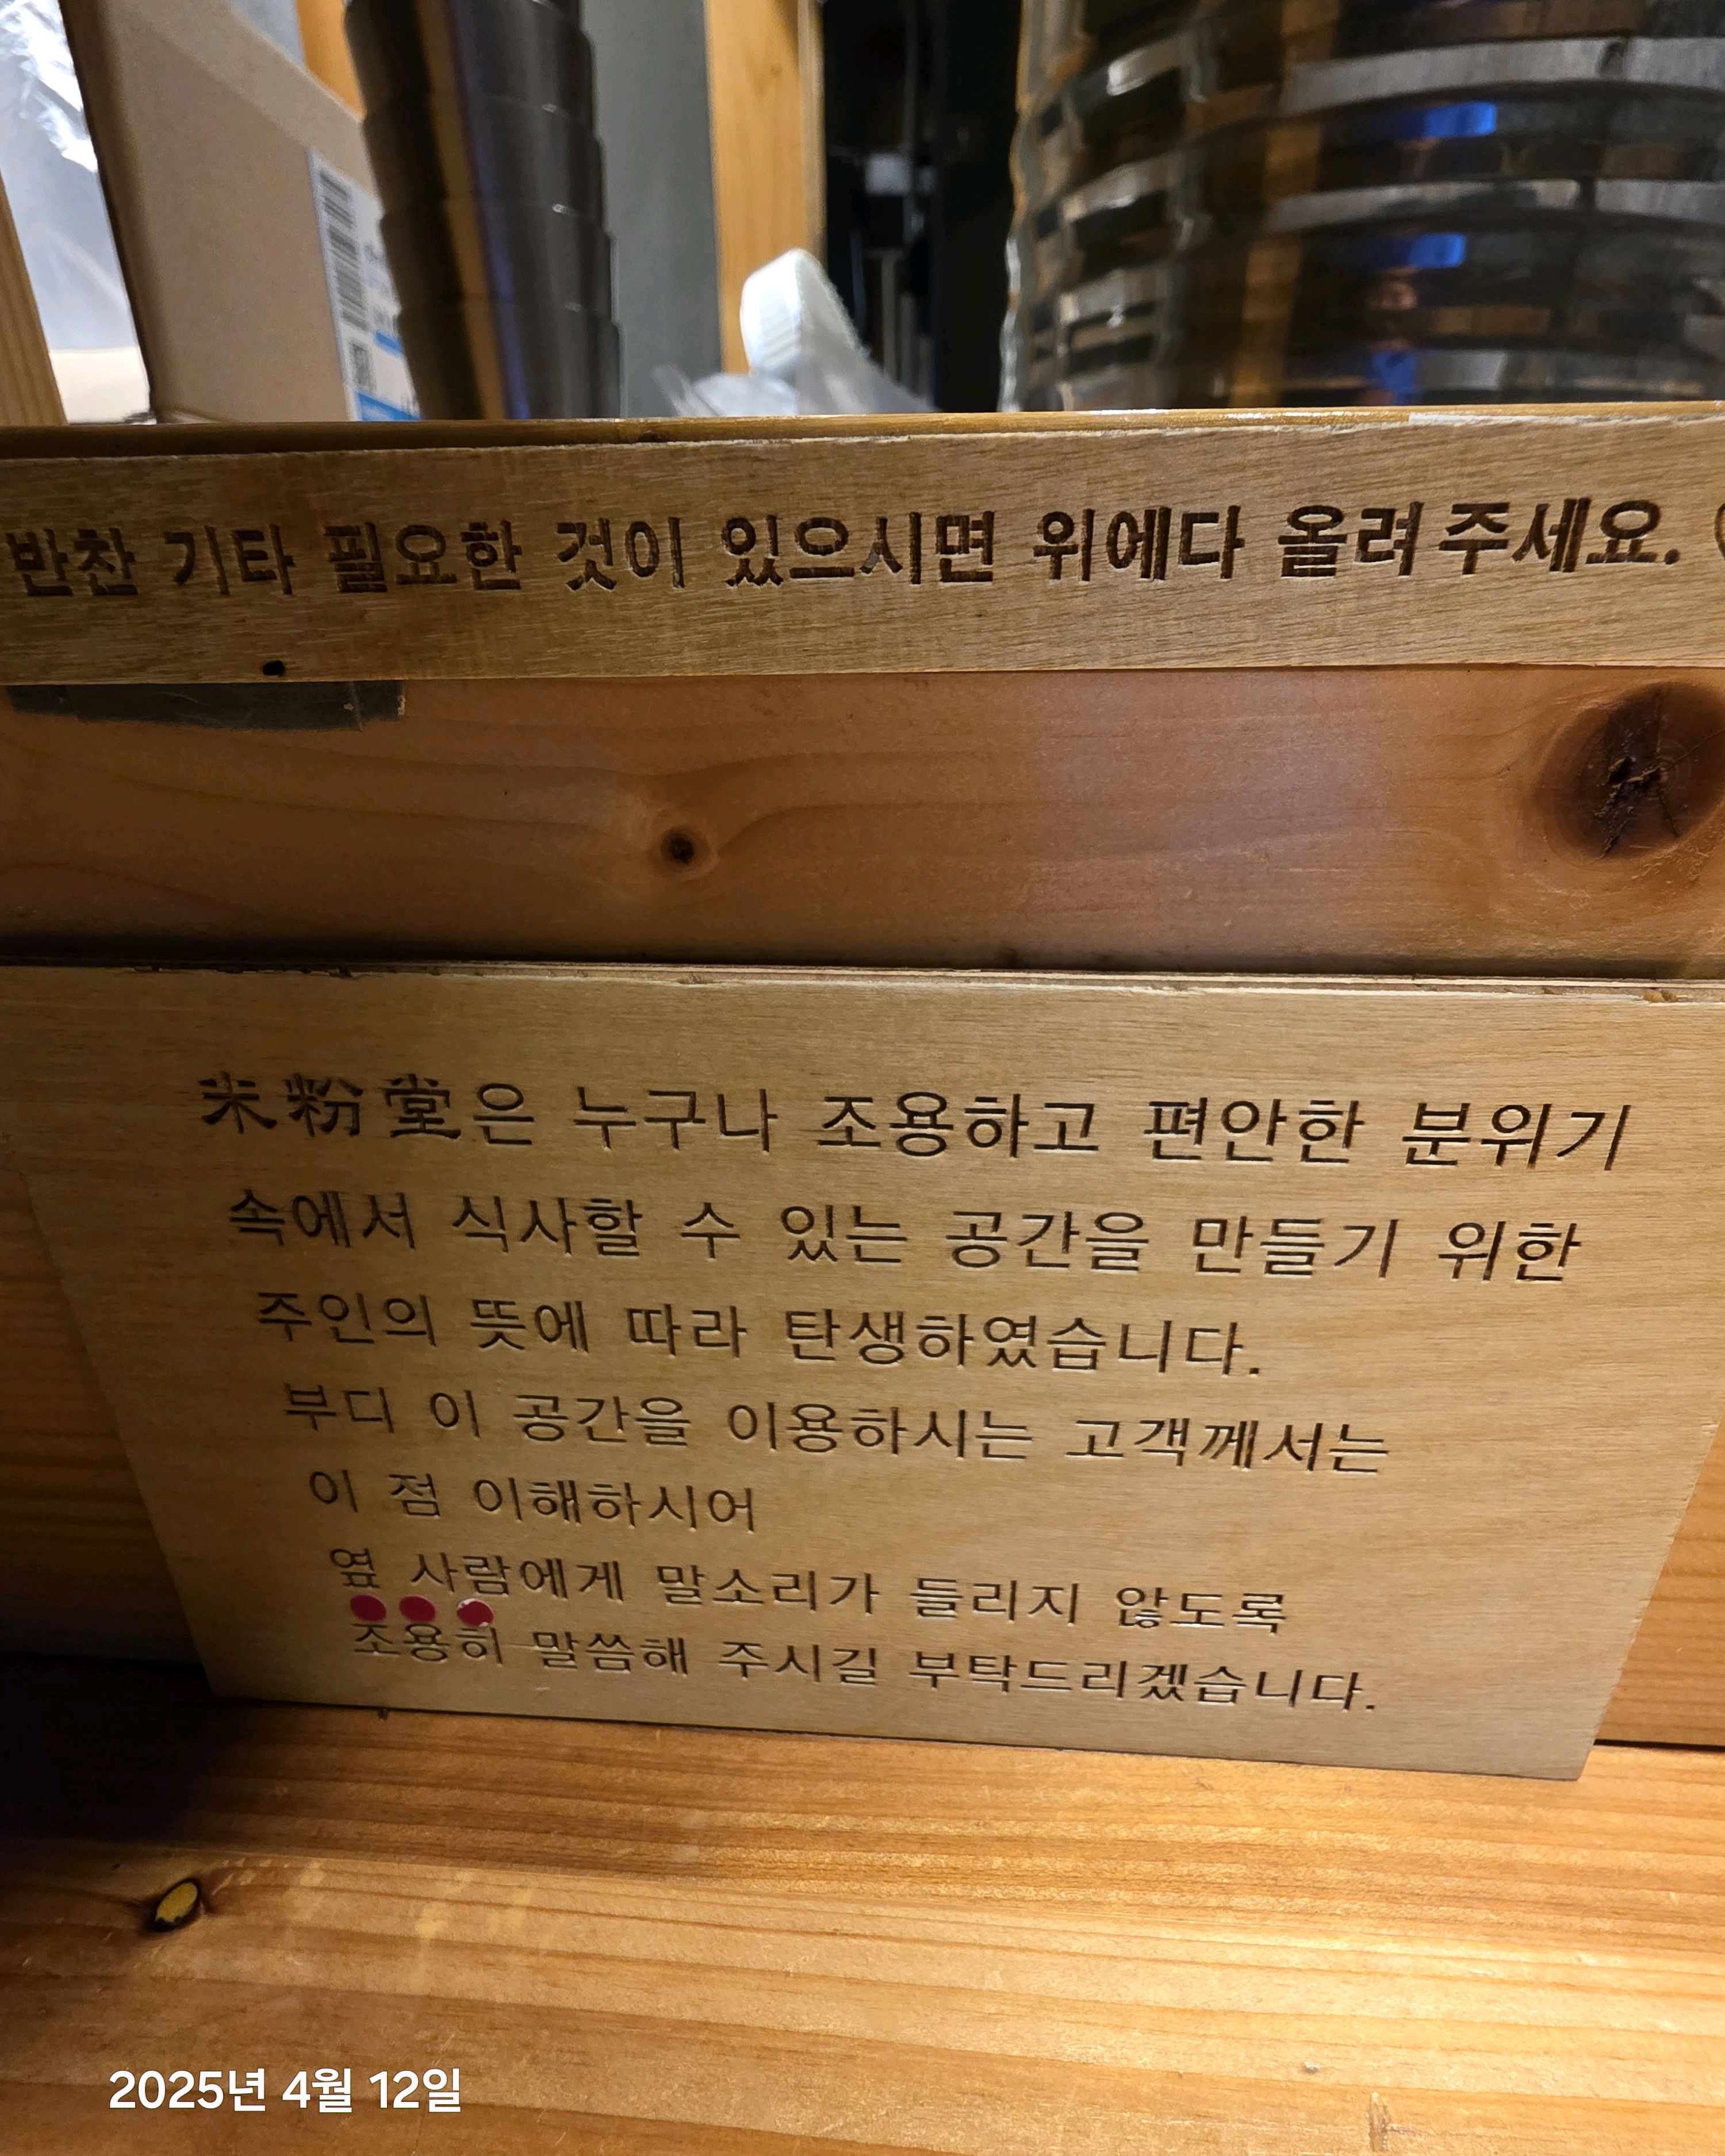 반찬 기타 필요한 것이 있으시면 위에다 올려주세요.
米粉堂은 누구나 조용하고 편안한 분위기
속에서 식사할 수 있는 공간을 만들기 위한
주인의 뜻에 따라 탄생하였습니다.
부디 이 공간을 이용하시는 고객께서는
이 점 이해하시어
옆 사람에게 말소리가 들리지 않도록
조용히 말씀해 주시길 부탁드리겠습니다.
2025년 4월 12일